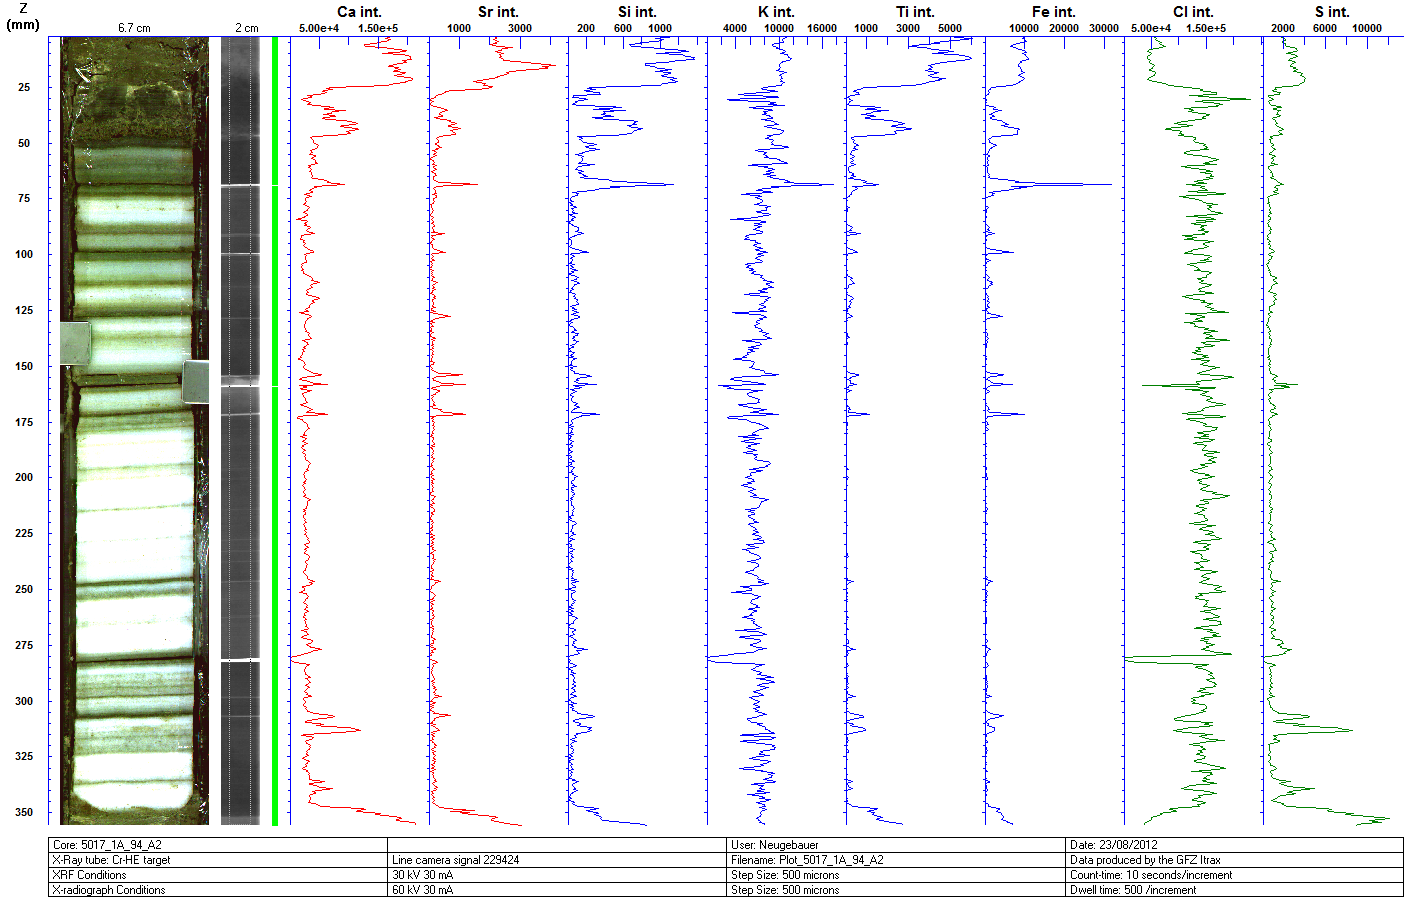 Z
(mm)
6.7 cm
2 cm
Ca int.
Sr int.
Si int.
K int.
Ti int.
Fe int.
Cl int.
S int.
5.00e+4 1.50e+5
1000 3000
200 600 1000
4000 10000 16000
1000 3000 5000
10000 20000 30000
5.00e+4 1.50e+5
2000 6000 10000
25
50
75
100
125
150
175
200
225
250
275
300
325
350
Core: 5017_1A_94_A2
User: Neugebauer
Date: 23/08/2012
X-Ray tube: Cr-HE target
Line camera signal 229424
Filename: Plot_5017_1A_94_A2
Data produced by the GFZ Itrax
XRF Conditions
30 kV 30 mA
Step Size: 500 microns
Count-time: 10 seconds/increment
X-radiograph Conditions
60 kV 30 mA
Step Size: 500 microns
Dwell time: 500 /increment